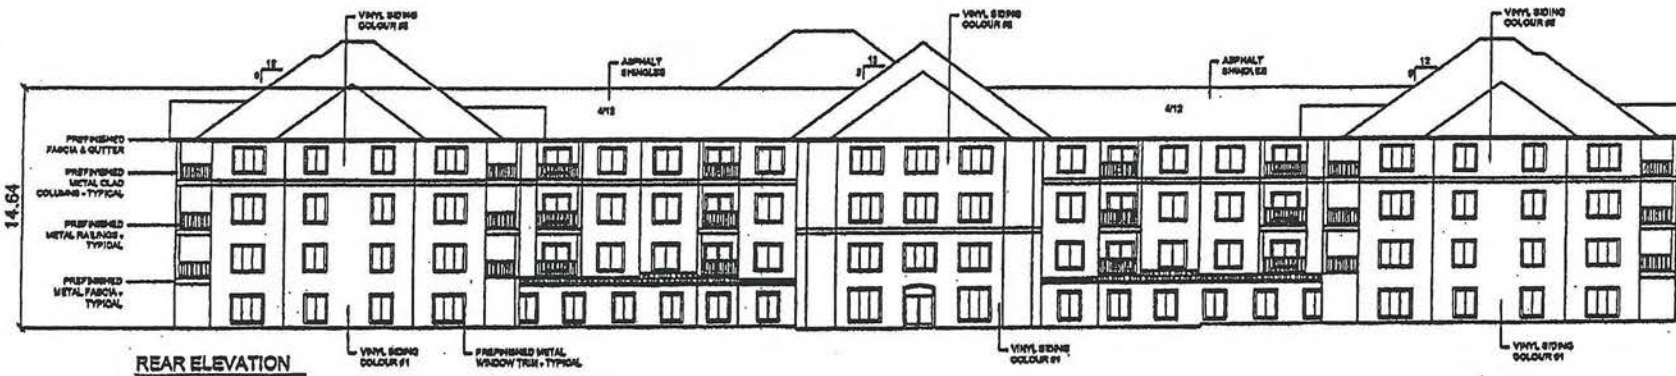 VINYL SIDING
COLOUR #2
VINYL SIDING
COLOUR #2
VINYL SIDING
COLOUR #2
12
9
ASPHALT
SHINGLES
12
9
ASPHALT
SHINGLES
12
9
4/12
4/12
PREFINISHED
FASCIA & GUTTER
PREFINISHED
METAL CLAD
COLUMNS - TYPICAL
14.64
PREFINISHED
METAL RAILINGS -
TYPICAL
PREFINISHED
METAL FASCIA -
TYPICAL
VINYL SIDING
COLOUR #1
PREFINISHED METAL
WINDOW TRIM - TYPICAL
VINYL SIDING
COLOUR #1
VINYL SIDING
COLOUR #1
REAR ELEVATION